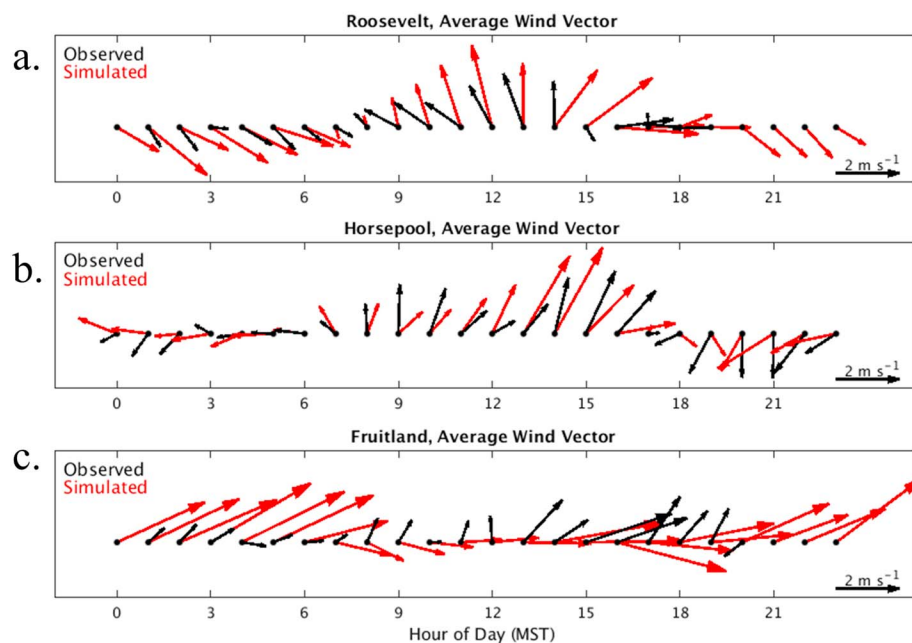 Roosevelt, Average Wind Vector
a.
Observed
Simulated
2 m s⁻¹
0 3 6 9 12 15 18 21
Horsepool, Average Wind Vector
b.
Observed
Simulated
2 m s⁻¹
0 3 6 9 12 15 18 21
Fruitland, Average Wind Vector
c.
Observed
Simulated
2 m s⁻¹
0 3 6 9 12 15 18 21
Hour of Day (MST)